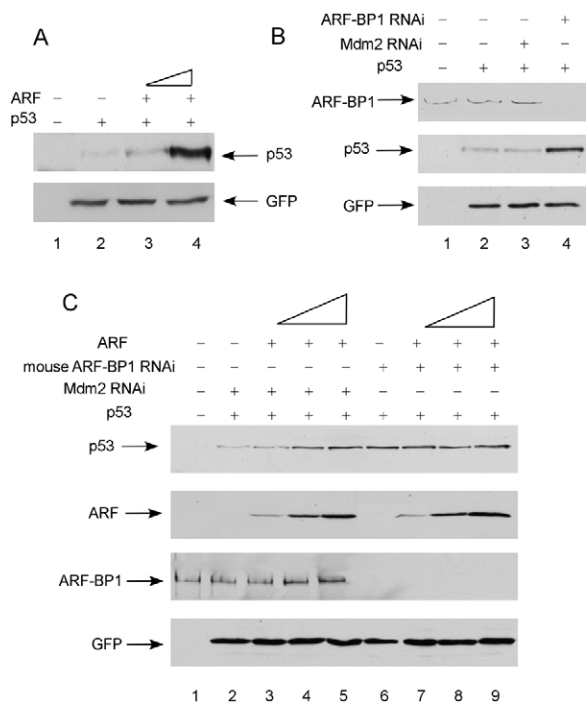 A
ARF – – + +
p53 – + + +
p53
GFP
1 2 3 4
B
ARF-BP1 RNAi – – – +
Mdm2 RNAi – – + –
p53 – + + +
ARF-BP1
p53
GFP
1 2 3 4
C
ARF – – + + + – + + +
mouse ARF-BP1 RNAi – – – – – + + + +
Mdm2 RNAi – + + + + – – – –
p53 – + + + + + + + +
p53
ARF
ARF-BP1
GFP
1 2 3 4 5 6 7 8 9